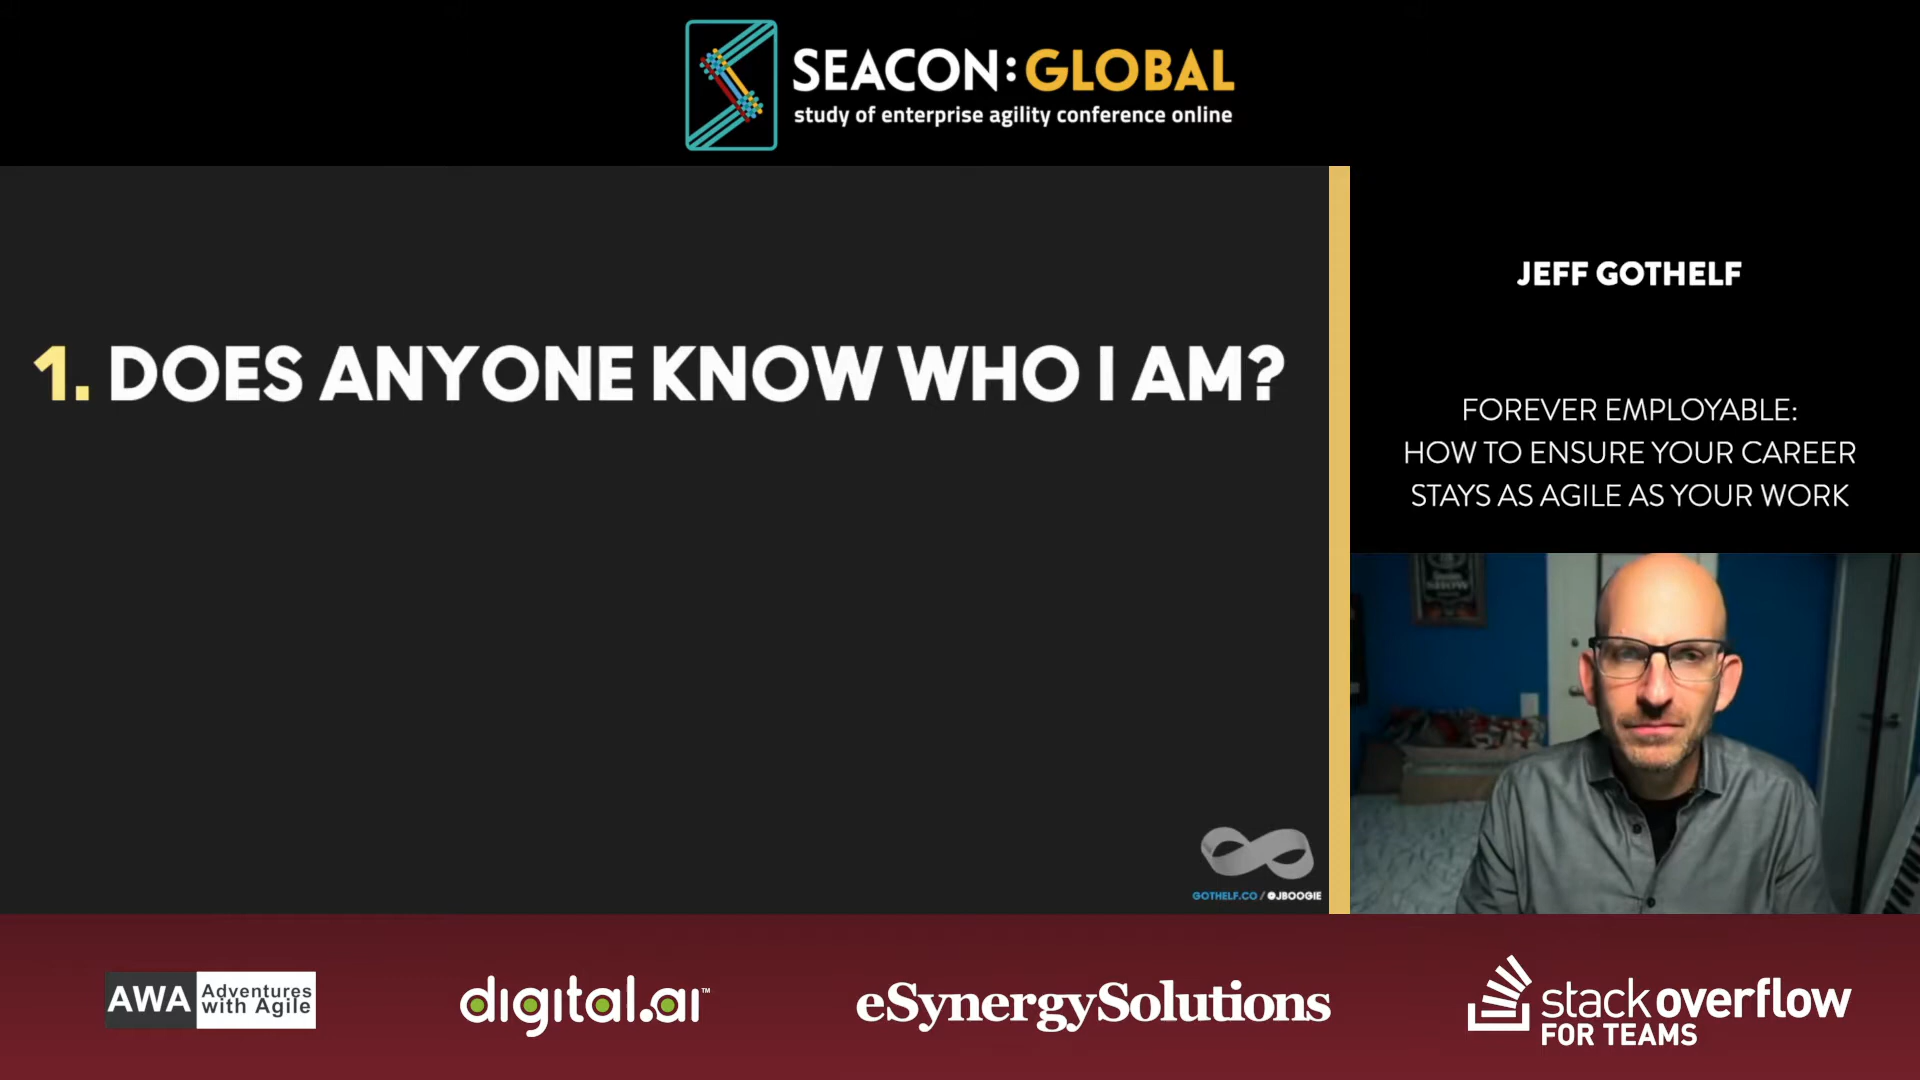 SEACON:GLOBAL
study of enterprise agility conference online
1. DOES ANYONE KNOW WHO I AM?
GOTHELF.CO / @JBOOGIE
JEFF GOTHELF
FOREVER EMPLOYABLE:
HOW TO ENSURE YOUR CAREER
STAYS AS AGILE AS YOUR WORK
SHOW
AWA Adventures
with Agile
digital.ai™
eSynergySolutions
stackoverflow
FOR TEAMS